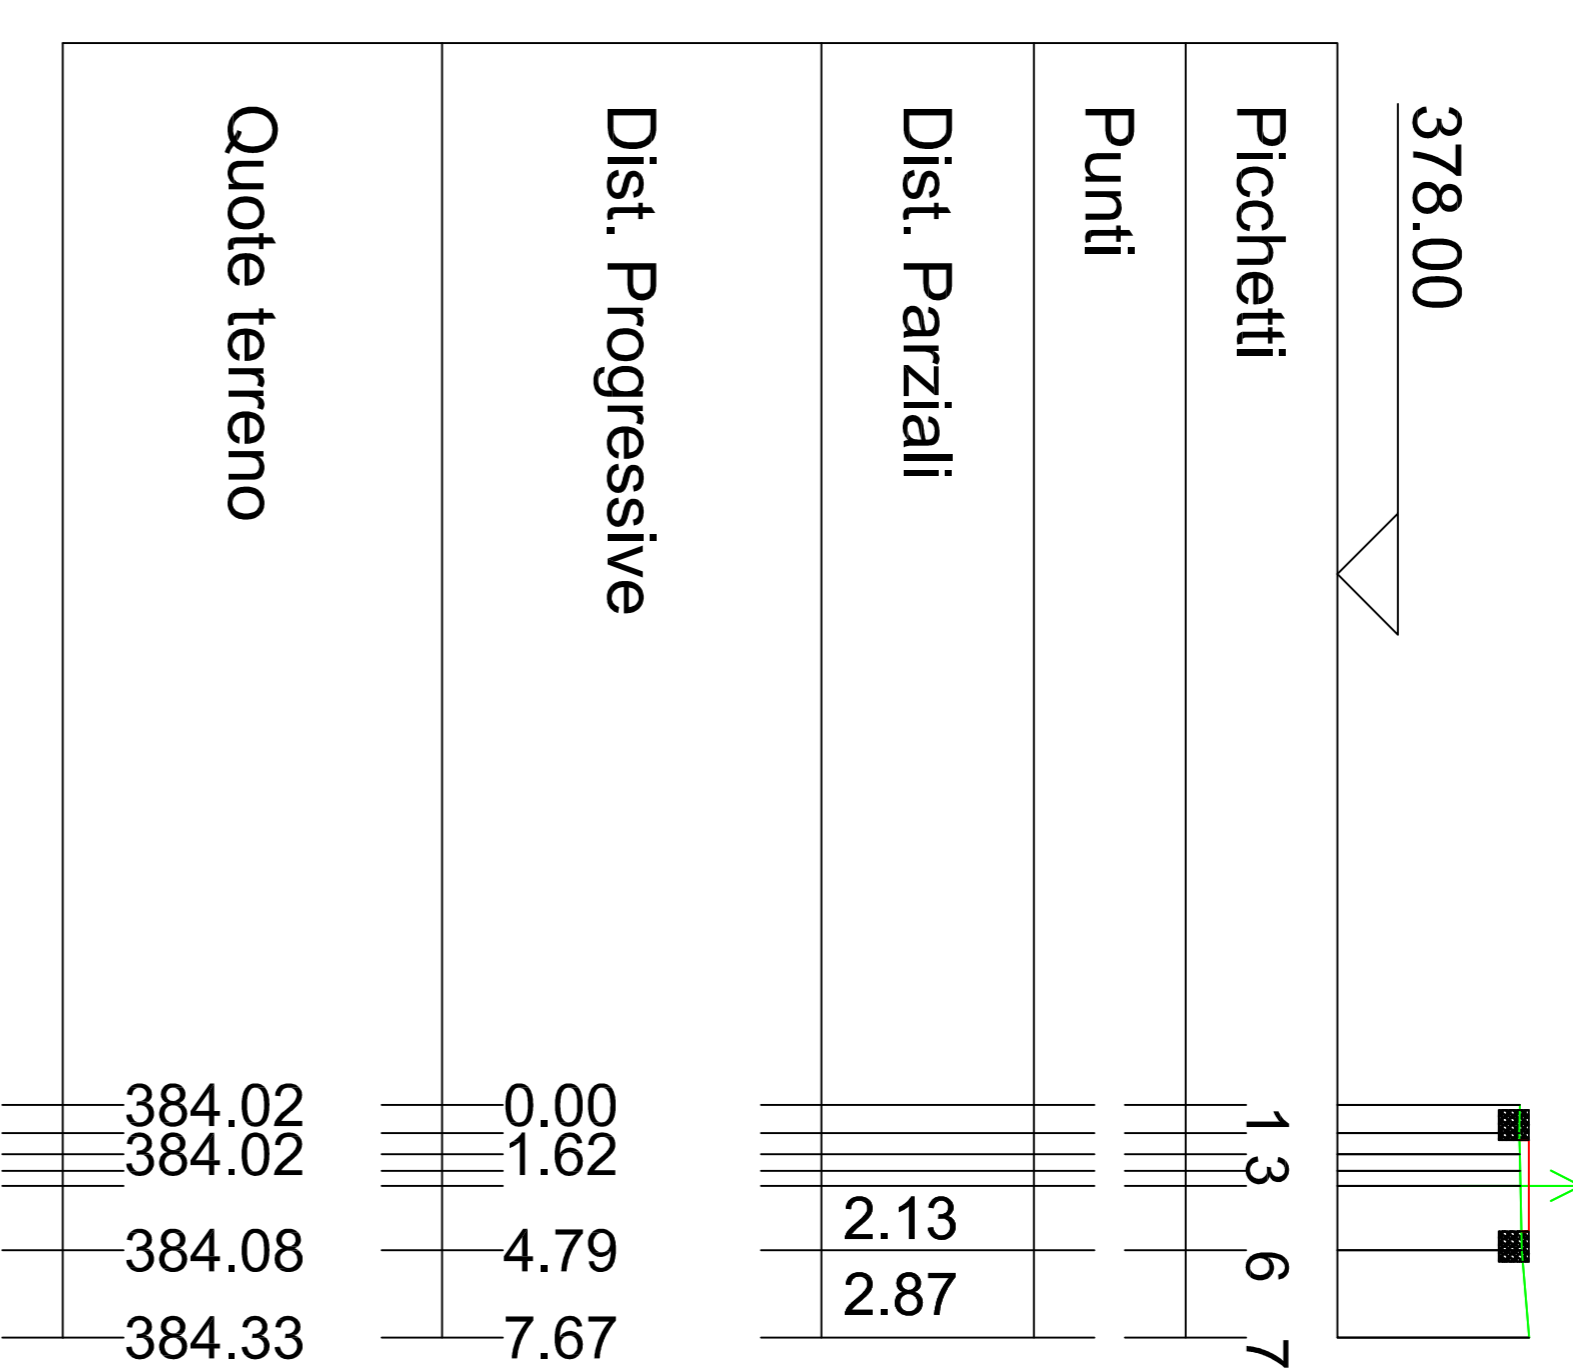 378.00
Picchetti 1 3 6 7
Punti
Dist. Parziali 2.13 2.87
Dist. Progressive 0.00 1.62 4.79 7.67
Quote terreno 384.02 384.02 384.08 384.33